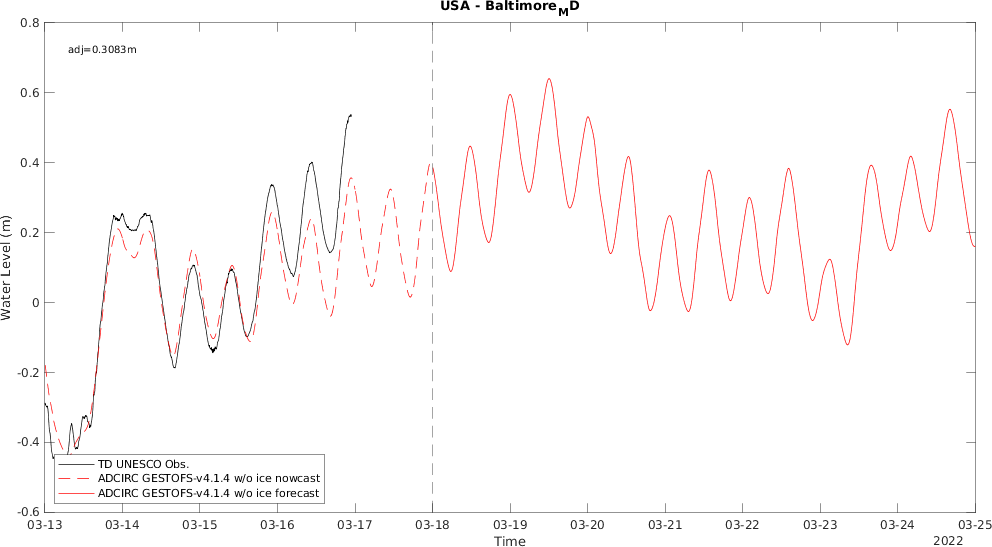 USA - Baltimore_MD
adj=0.3083m
0.8
0.6
0.4
0.2
0
-0.2
-0.4
-0.6
Water Level (m)
TD UNESCO Obs.
ADCIRC GESTOFS-v4.1.4 w/o ice nowcast
ADCIRC GESTOFS-v4.1.4 w/o ice forecast
03-13 03-14 03-15 03-16 03-17 03-18 03-19 03-20 03-21 03-22 03-23 03-24 03-25
Time
2022